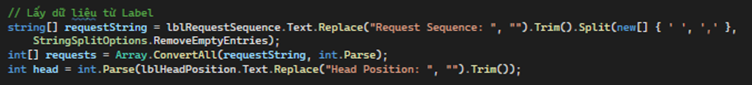 // Lấy dữ liệu từ Label
string[] requestString = lblRequestSequence.Text.Replace("Request Sequence: ", "").Trim().Split(new[] { ' ', ',' },
StringSplitOptions.RemoveEmptyEntries);
int[] requests = Array.ConvertAll(requestString, int.Parse);
int head = int.Parse(lblHeadPosition.Text.Replace("Head Position: ", "").Trim());